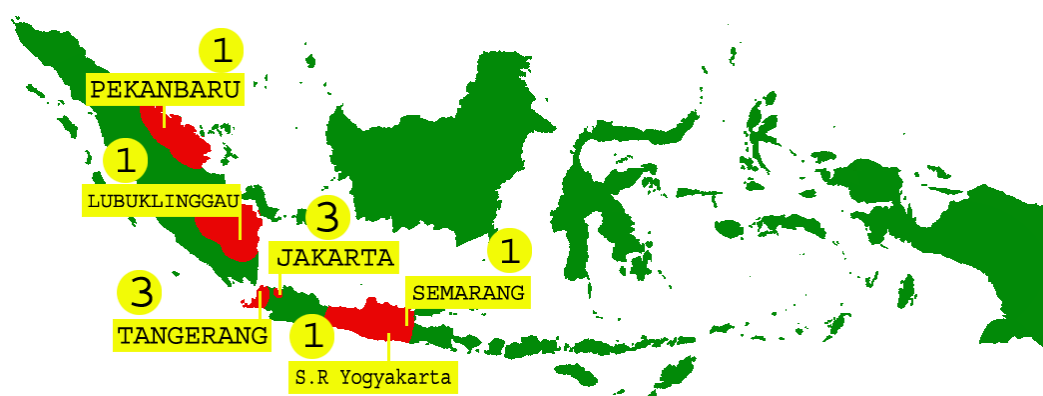 1
PEKANBARU
1
LUBUKLINGGAU
3
JAKARTA
1
SEMARANG
3
TANGERANG
1
S.R Yogyakarta